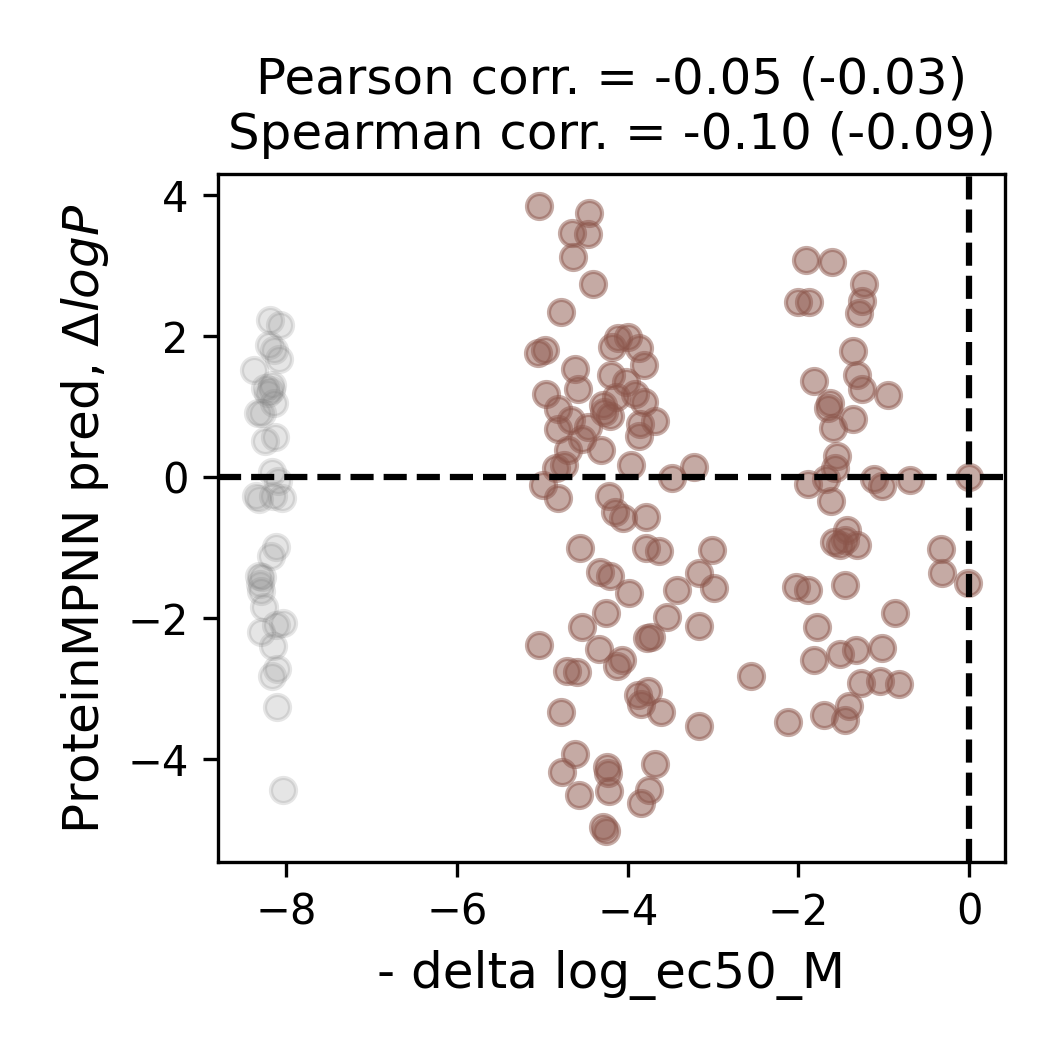 Pearson corr. = -0.05 (-0.03)
Spearman corr. = -0.10 (-0.09)
4
2
0
−2
−4
ProteinMPNN pred, ΔlogP
−8
−6
−4
−2
0
- delta log_ec50_M